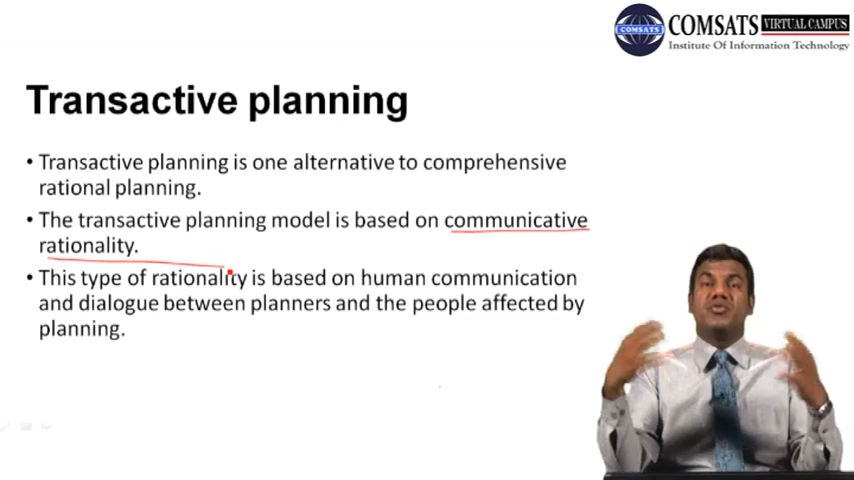 COMSATS
COMSATS VIRTUAL CAMPUS
Institute Of Information Technology
Transactive planning
• Transactive planning is one alternative to comprehensive
rational planning.
• The transactive planning model is based on communicative
rationality.
• This type of rationality is based on human communication
and dialogue between planners and the people affected by
planning.